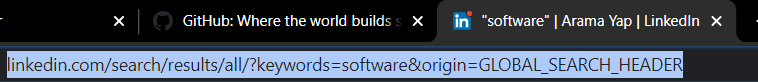 GitHub: Where the world builds s
"software" | Arama Yap | LinkedIn
linkedin.com/search/results/all/?keywords=software&origin=GLOBAL_SEARCH_HEADER